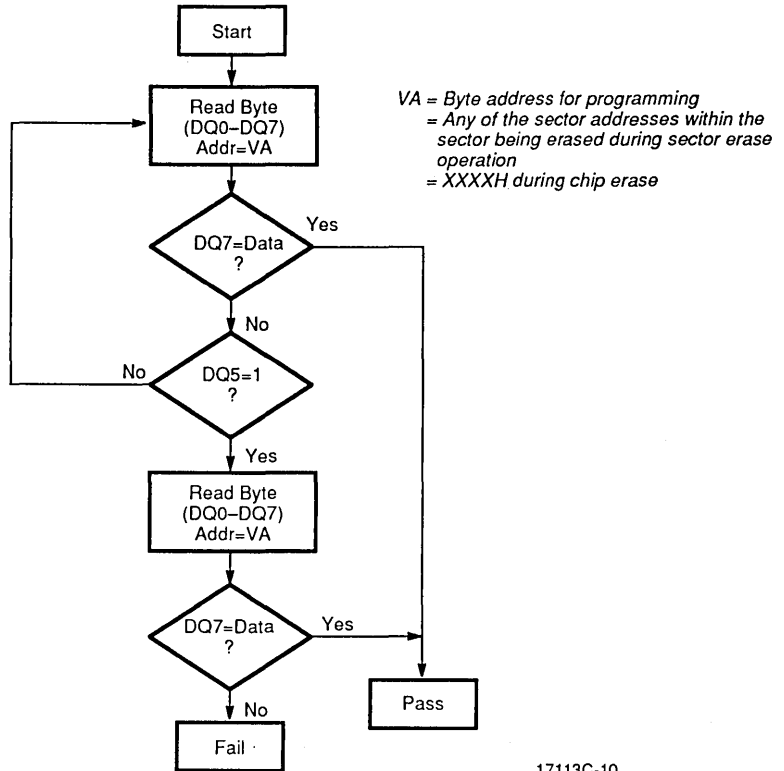 Start
Read Byte
(DQ0–DQ7)
Addr=VA
VA = Byte address for programming
= Any of the sector addresses within the
sector being erased during sector erase
operation
= XXXXH during chip erase
Yes
DQ7=Data
?
No
No
DQ5=1
?
Yes
Read Byte
(DQ0–DQ7)
Addr=VA
DQ7=Data
?
Yes
No
Pass
Fail
17113C-10